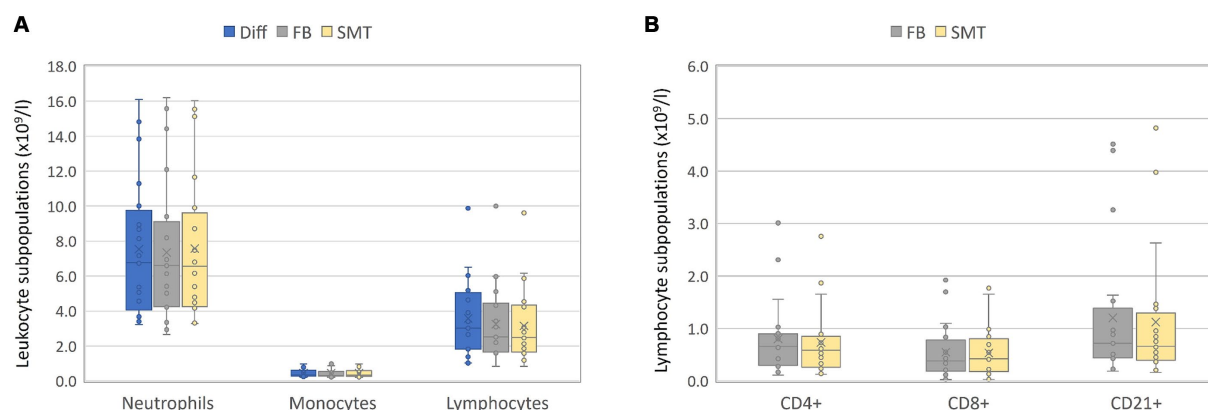 A
B
Diff FB SMT
FB SMT
Leukocyte subpopulations (x10⁹/l)
18.0
16.0
14.0
12.0
10.0
8.0
6.0
4.0
2.0
0.0
Neutrophils Monocytes Lymphocytes
Lymphocyte subpopulations (x10⁹/l)
6.0
5.0
4.0
3.0
2.0
1.0
0.0
CD4+ CD8+ CD21+